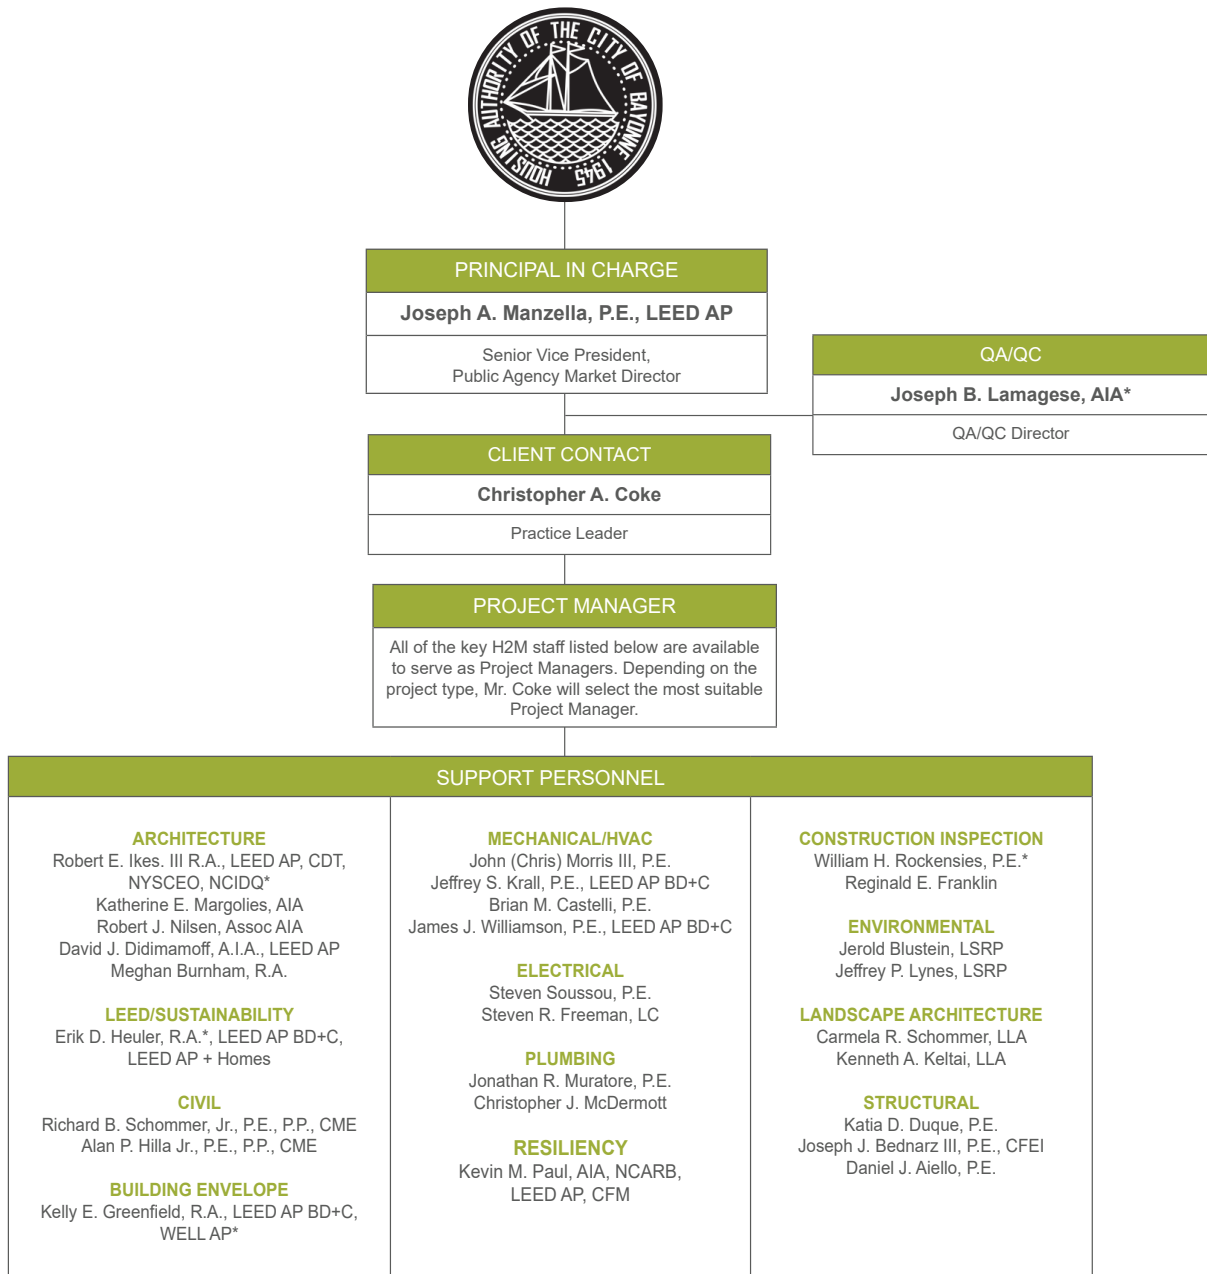 HOUSING AUTHORITY OF THE CITY OF BAYONNE 1945
PRINCIPAL IN CHARGE
Joseph A. Manzella, P.E., LEED AP
Senior Vice President,
Public Agency Market Director
QA/QC
Joseph B. Lamagese, AIA*
QA/QC Director
CLIENT CONTACT
Christopher A. Coke
Practice Leader
PROJECT MANAGER
All of the key H2M staff listed below are available
to serve as Project Managers. Depending on the
project type, Mr. Coke will select the most suitable
Project Manager.
SUPPORT PERSONNEL
ARCHITECTURE
Robert E. Ikes. III R.A., LEED AP, CDT,
NYSCEO, NCIDQ*
Katherine E. Margolies, AIA
Robert J. Nilsen, Assoc AIA
David J. Didimamoff, A.I.A., LEED AP
Meghan Burnham, R.A.
LEED/SUSTAINABILITY
Erik D. Heuler, R.A.*, LEED AP BD+C,
LEED AP + Homes
CIVIL
Richard B. Schommer, Jr., P.E., P.P., CME
Alan P. Hilla Jr., P.E., P.P., CME
BUILDING ENVELOPE
Kelly E. Greenfield, R.A., LEED AP BD+C,
WELL AP*
MECHANICAL/HVAC
John (Chris) Morris III, P.E.
Jeffrey S. Krall, P.E., LEED AP BD+C
Brian M. Castelli, P.E.
James J. Williamson, P.E., LEED AP BD+C
ELECTRICAL
Steven Soussou, P.E.
Steven R. Freeman, LC
PLUMBING
Jonathan R. Muratore, P.E.
Christopher J. McDermott
RESILIENCY
Kevin M. Paul, AIA, NCARB,
LEED AP, CFM
CONSTRUCTION INSPECTION
William H. Rockensies, P.E.*
Reginald E. Franklin
ENVIRONMENTAL
Jerold Blustein, LSRP
Jeffrey P. Lynes, LSRP
LANDSCAPE ARCHITECTURE
Carmela R. Schommer, LLA
Kenneth A. Keltai, LLA
STRUCTURAL
Katia D. Duque, P.E.
Joseph J. Bednarz III, P.E., CFEI
Daniel J. Aiello, P.E.